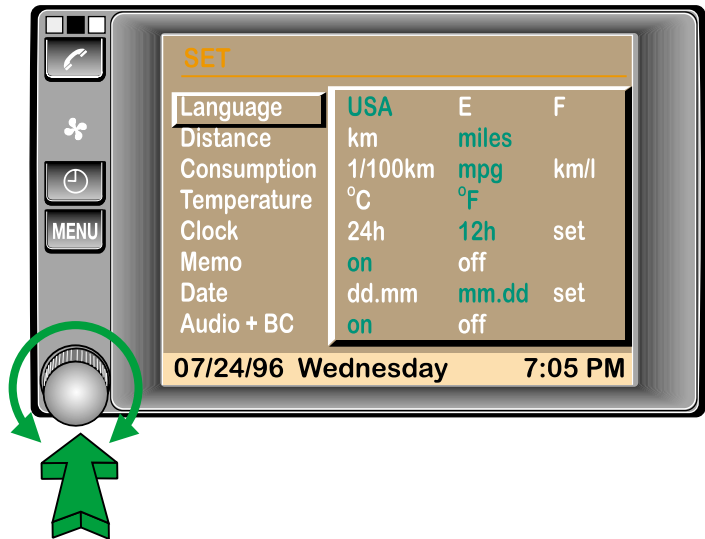 SET
Language USA E F
Distance km miles
Consumption 1/100km mpg km/l
Temperature °C °F
MENU
Clock 24h 12h set
Memo on off
Date dd.mm mm.dd set
Audio + BC on off
07/24/96 Wednesday 7:05 PM